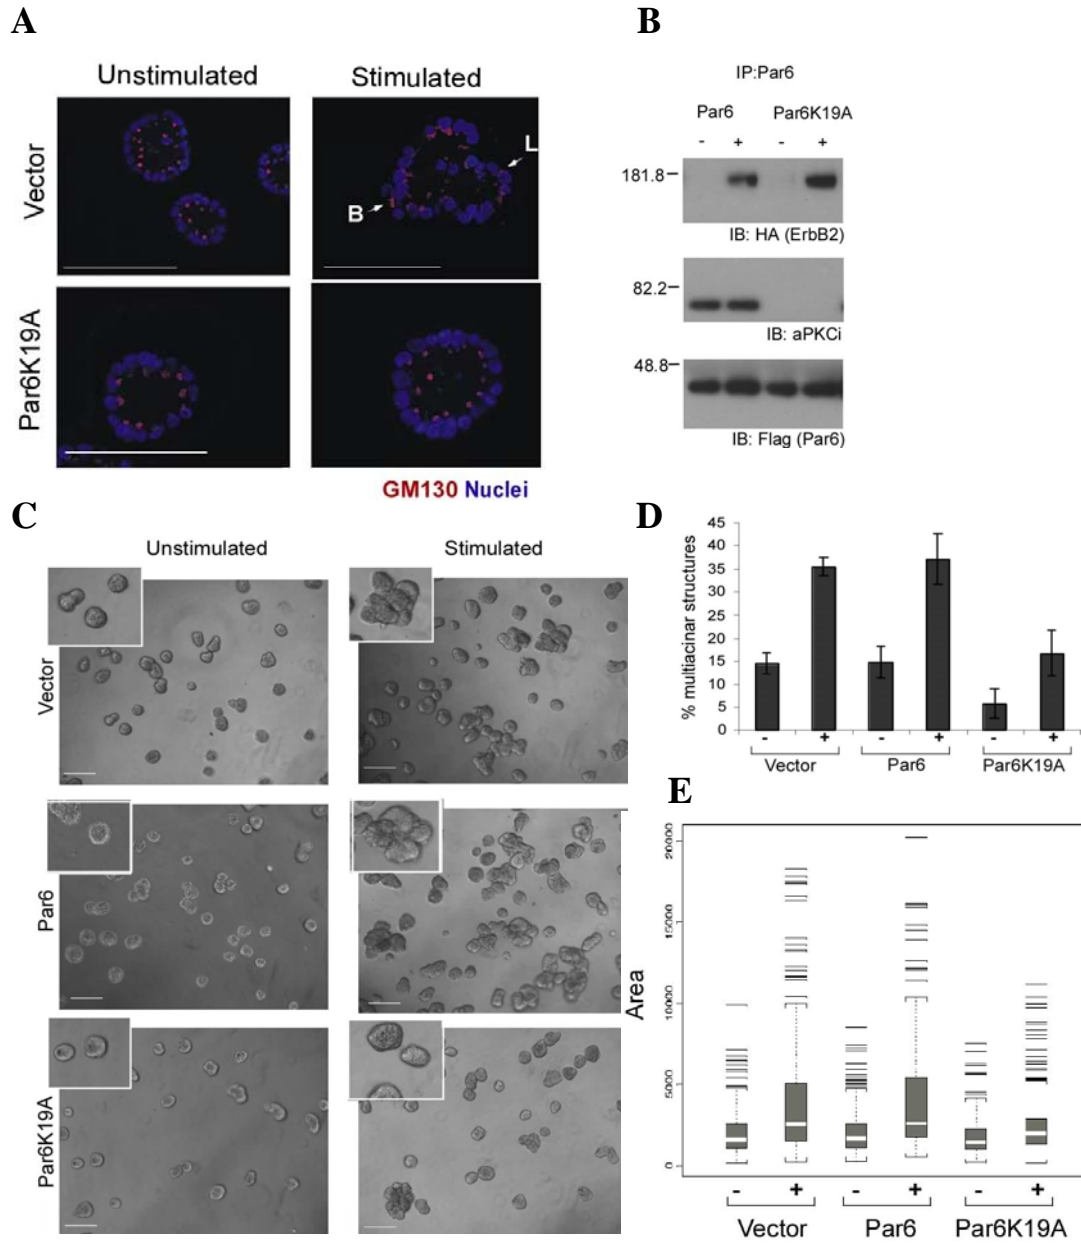 A
Unstimulated Stimulated
Vector
L
B
Par6K19A
GM130 Nuclei
B
IP:Par6
Par6 Par6K19A
- + - +
181.8
IB: HA (ErbB2)
82.2
IB: aPKCi
48.8
IB: Flag (Par6)
C
Unstimulated Stimulated
Vector
Par6
Par6K19A
D
% multiacinar structures
45
40
35
30
25
20
15
10
5
0
- + - + - +
Vector Par6 Par6K19A
E
Area
20000
15000
10000
5000
0
- + - + - +
Vector Par6 Par6K19A